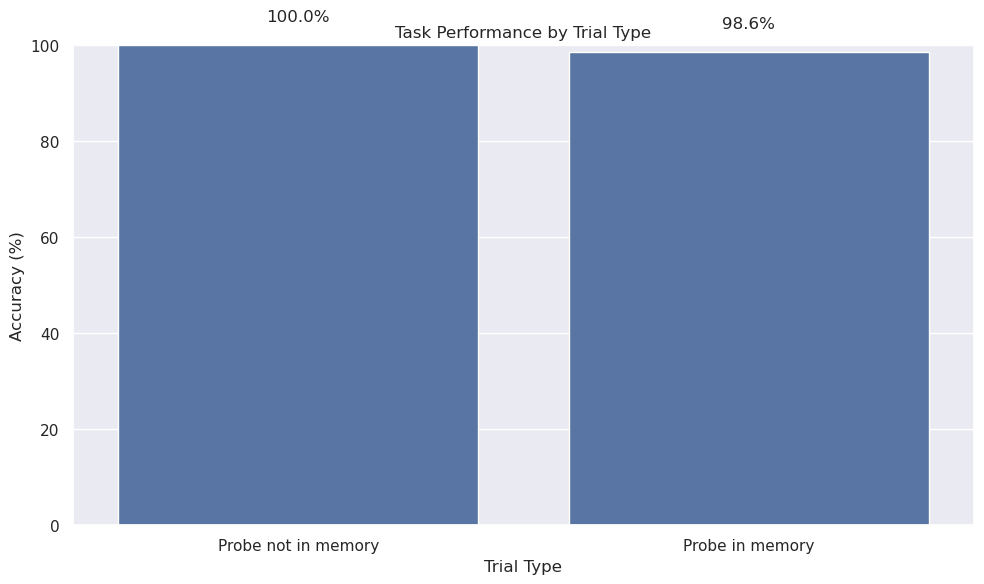 100.0%
98.6%
Task Performance by Trial Type
100
80
60
40
20
0
Accuracy (%)
Probe not in memory
Probe in memory
Trial Type